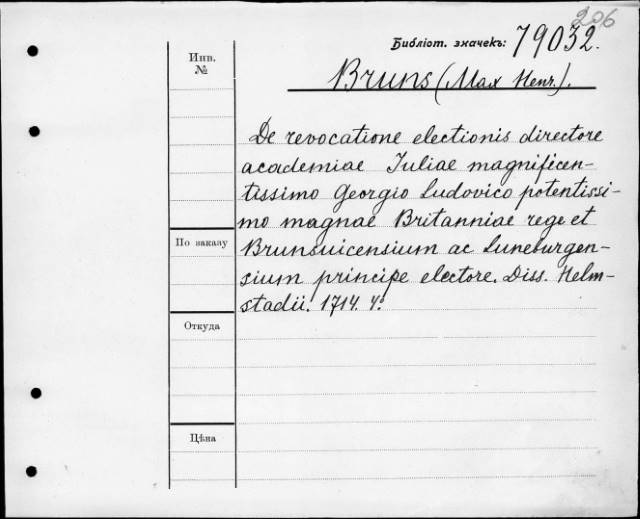 206
Библіот. значекъ: 79032.
Инв.
№
Bruns (Max Henr.).
De revocatione electionis directore
academiae Iuliae magnificen-
tissimo Georgio Ludovico potentissi-
mo magnae Britanniae rege et
По заказу
Brunsuicensium ac Luneburgen-
sium principe electore. Diss. Helm-
stadii. 1714. 4º
Откуда
Цѣна